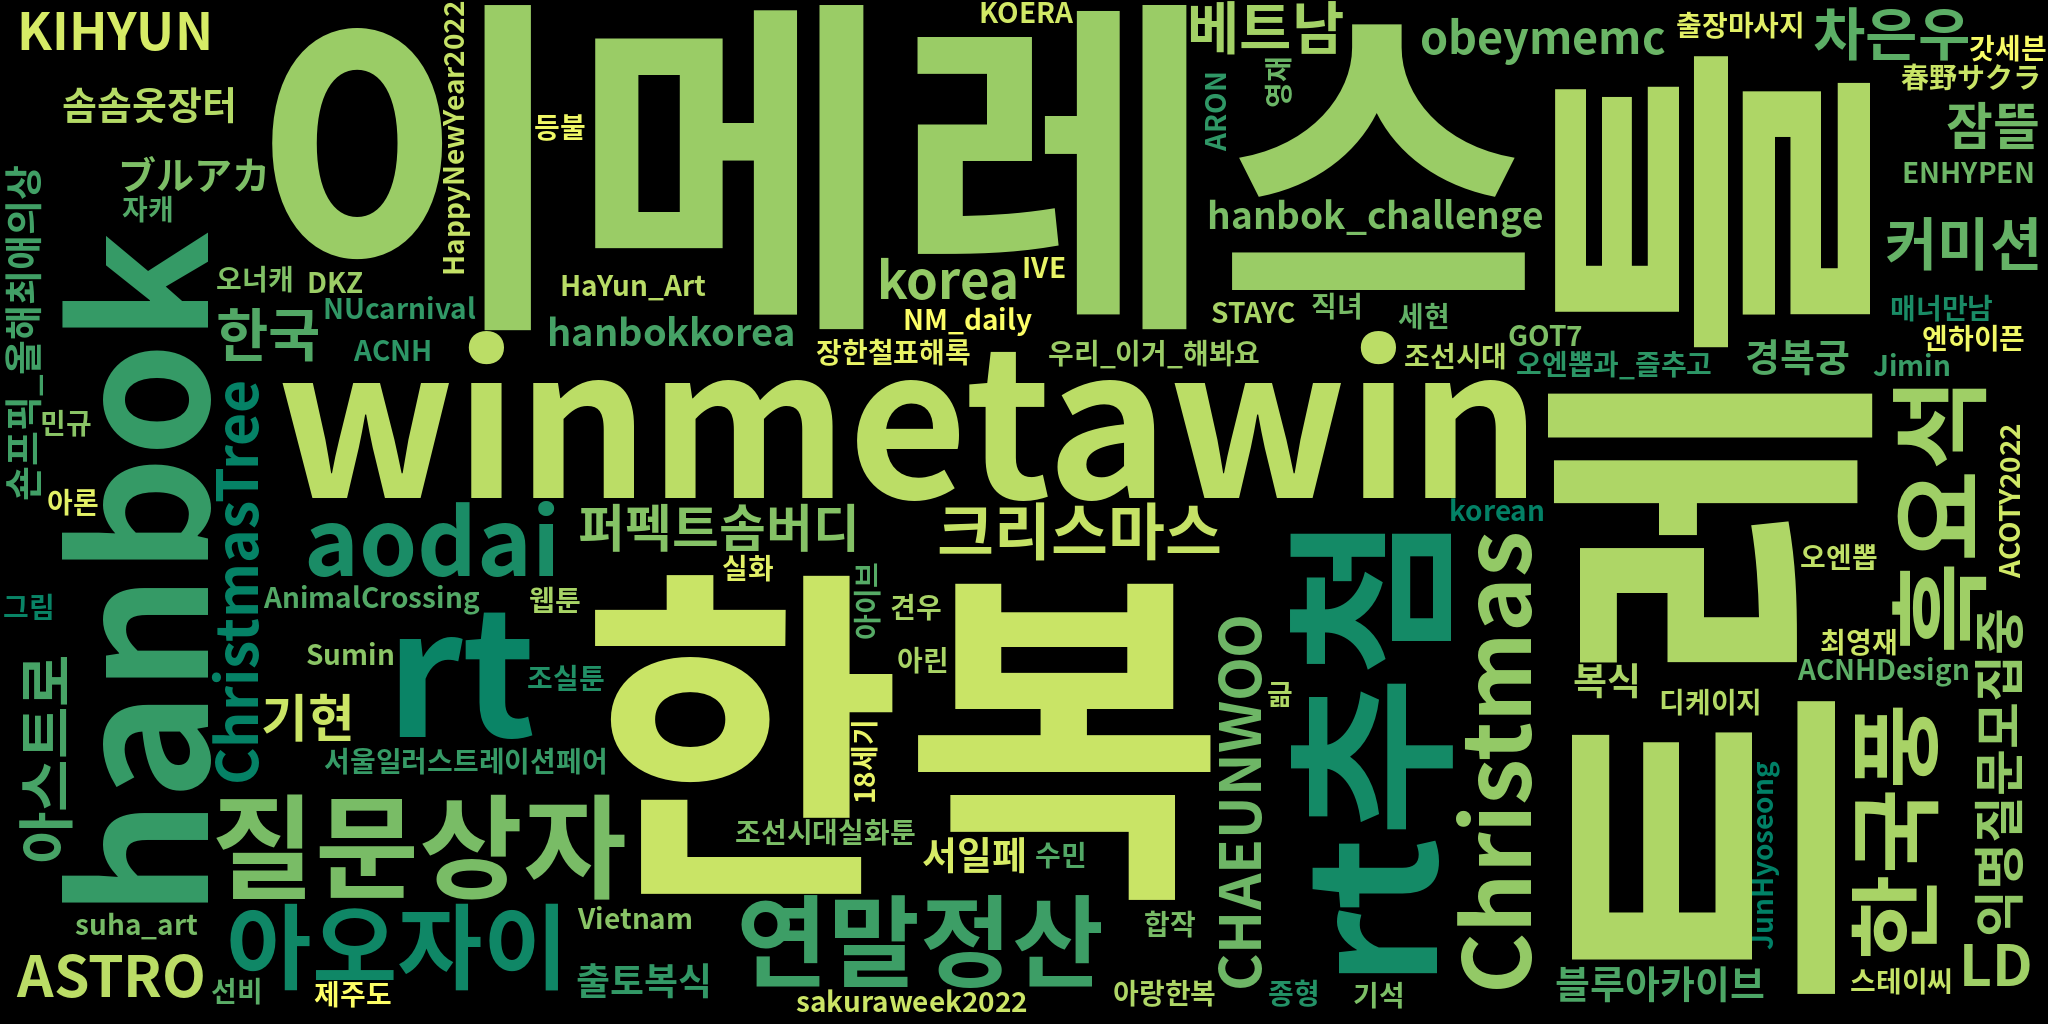 KIHYUN
솜솜옷장터
ブルアカ
자캐
손프픽_올해최애의상
민규
아론
그림
아스트로
hanbok
suha_art
ASTRO
선비
제주도
이메레스
HappyNewYear2022
등불
KOERA
베트남
영재
ARON
obeymemc
출장마사지
차은우
갓세븐
春野サクラ
잠뜰
ENHYPEN
커미션
매너만남
엔하이픈
Jimin
경복궁
hanbok_challenge
오너캐
DKZ
NUcarnival
한국
ACNH
HaYun_Art
hanbokkorea
korea
IVE
NM_daily
장한철표해록
우리_이거_해봐요
STAYC
직녀
세현
조선시대
GOT7
오엔뽑과_즐추고
ChristmasTree
winmetawin
aodai
퍼펙트솜버디
크리스마스
korean
AnimalCrossing
웹툰
실화
아이브
견우
아린
Sumin
rt
조실툰
기현
서울일러스트레이션페어
한복
18세기
조선시대실화툰
서일페
수민
질문상자
아오자이
Vietnam
출토복식
연말정산
sakuraweek2022
합작
아랑한복
CHAEUNWOO
굶
종형
기석
rt추첨
Christmas
벨런트
오엔뽑
흑요석
ACOTY2022
최영재
ACNHDesign
복식
디케이지
JunHyoseong
한국풍
익명질문모집중
블루아카이브
스테이씨
LD